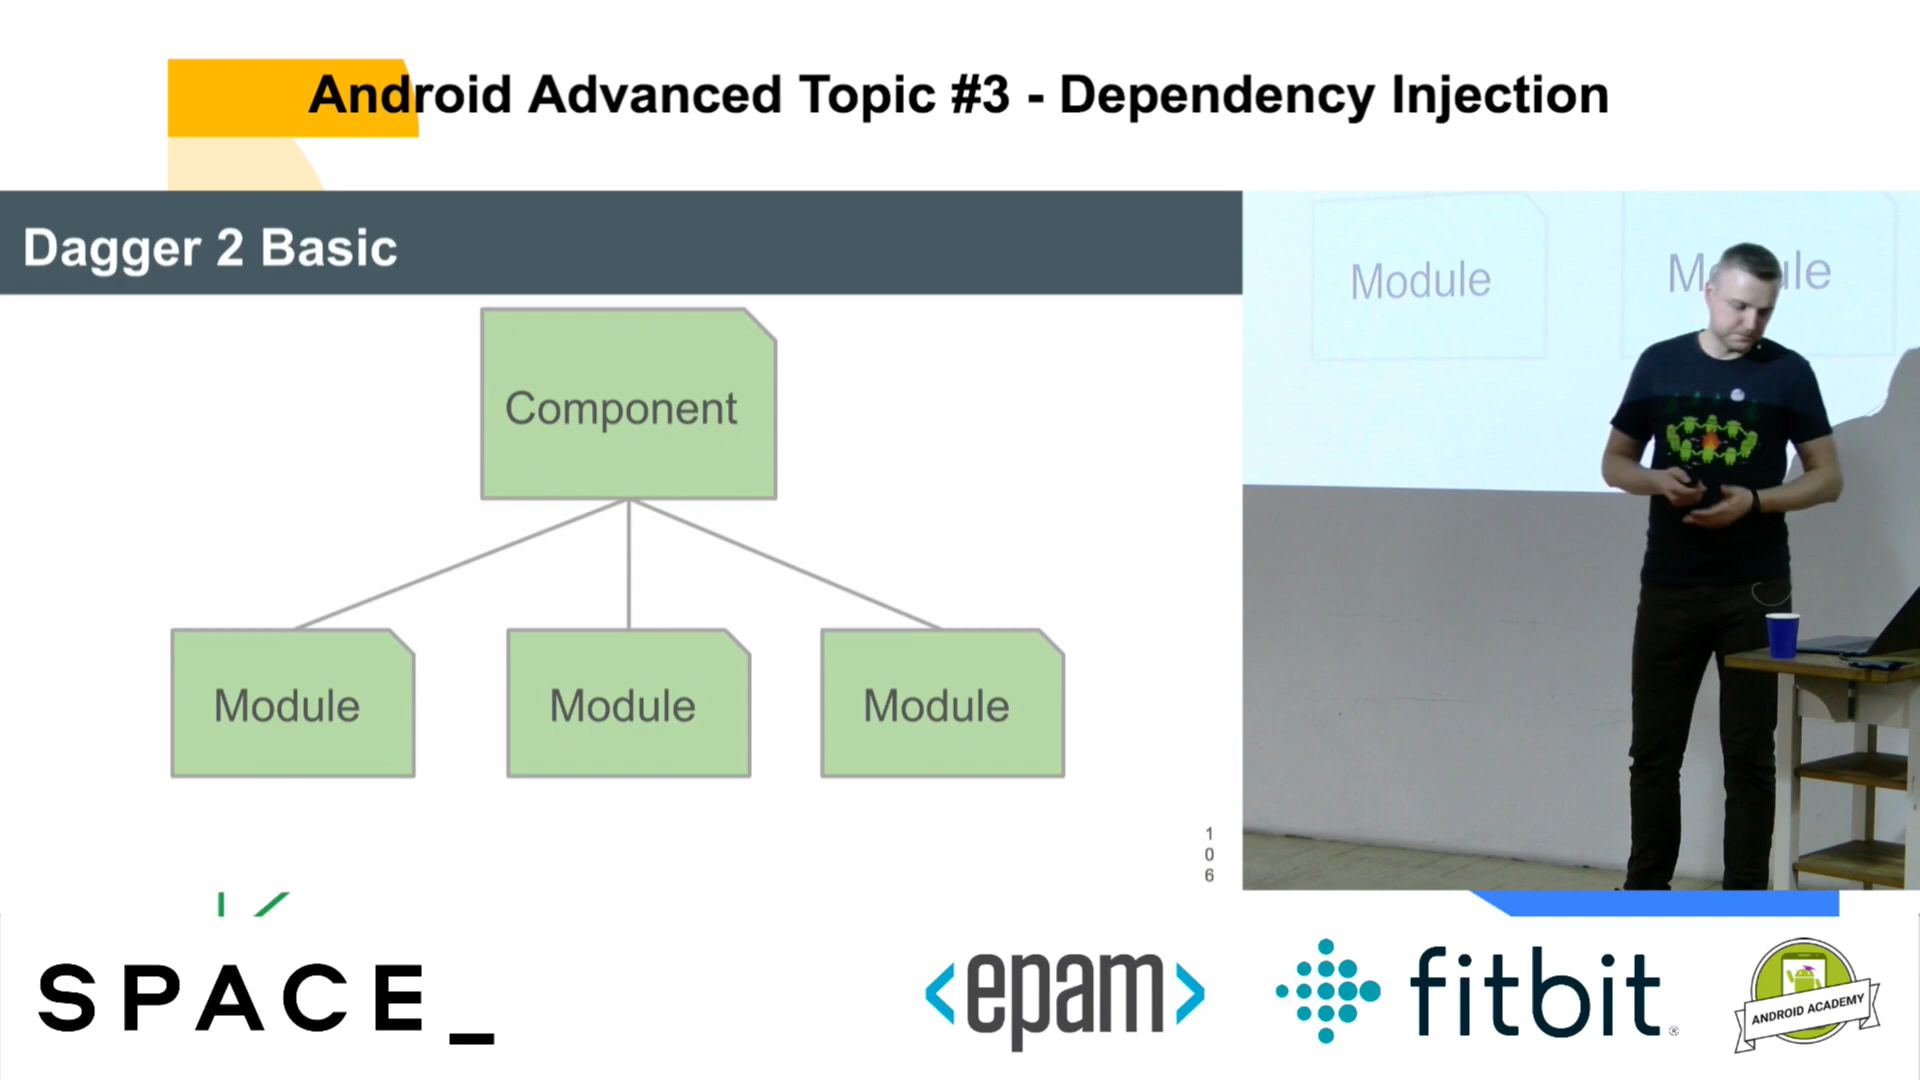 Android Advanced Topic #3 - Dependency Injection
Dagger 2 Basic
Component
Module Module Module
1
0
6
Module
SPACE_
<epam>
fitbit®
ANDROID ACADEMY